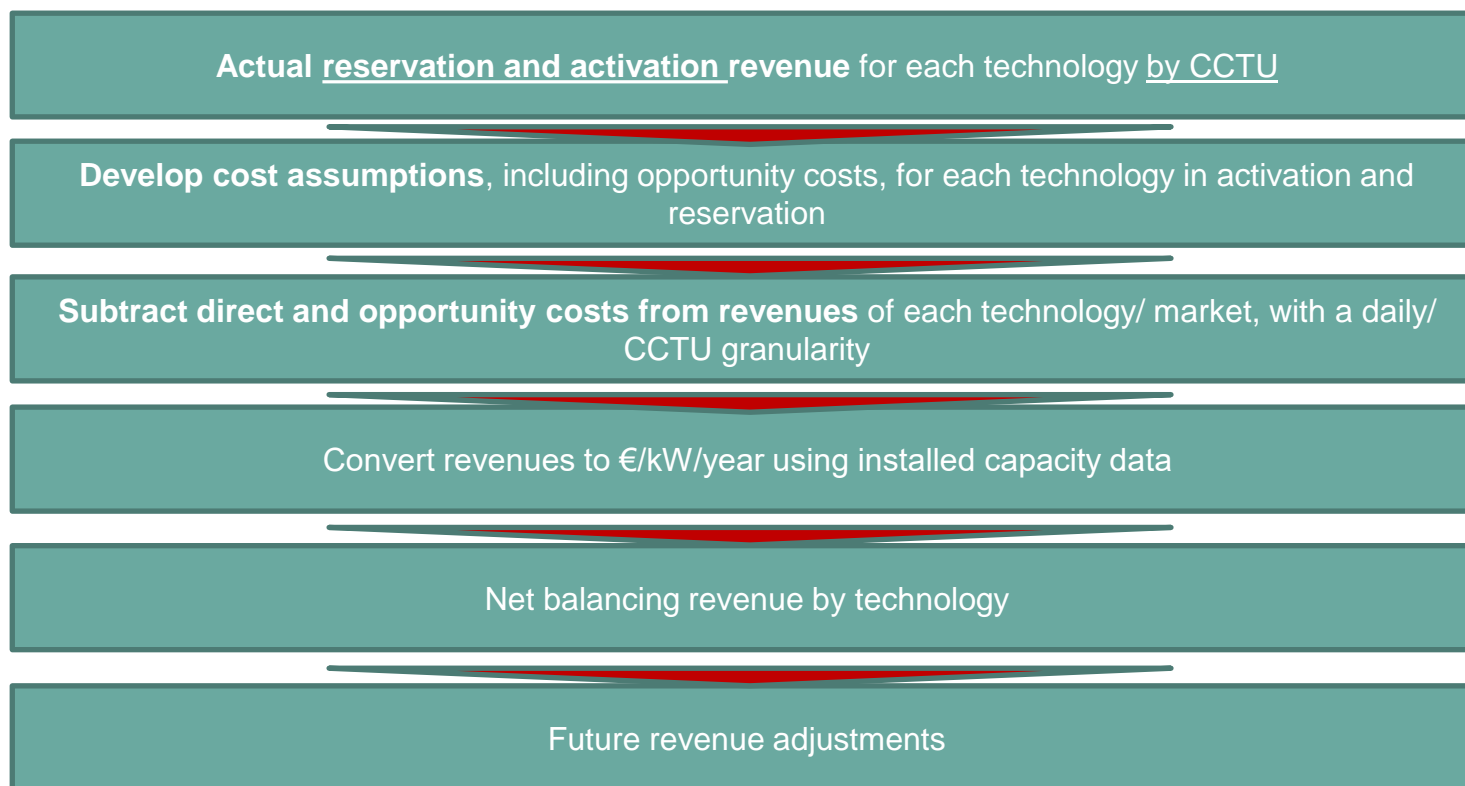 Actual reservation and activation revenue for each technology by CCTU
Develop cost assumptions, including opportunity costs, for each technology in activation and
reservation
Subtract direct and opportunity costs from revenues of each technology/ market, with a daily/
CCTU granularity
Convert revenues to €/kW/year using installed capacity data
Net balancing revenue by technology
Future revenue adjustments